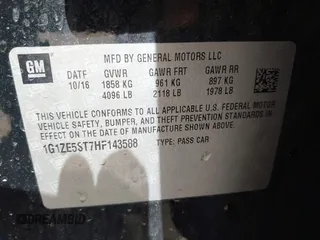 GM
MFD BY GENERAL MOTORS LLC
DATE GVWR GAWR FRT GAWR RR
10/16 1858 KG 961 KG 897 KG
4096 LB 2118 LB 1978 LB
THIS VEHICLE CONFORMS TO ALL APPLICABLE U.S. FEDERAL
MOTOR VEHICLE SAFETY, BUMPER, AND THEFT PREVENTION
STANDARDS IN EFFECT ON THE DATE OF MANUFACTURE SHOWN ABOVE.
1G1ZE5ST7HF143588 TYPE: PASS CAR
© DREAMBID